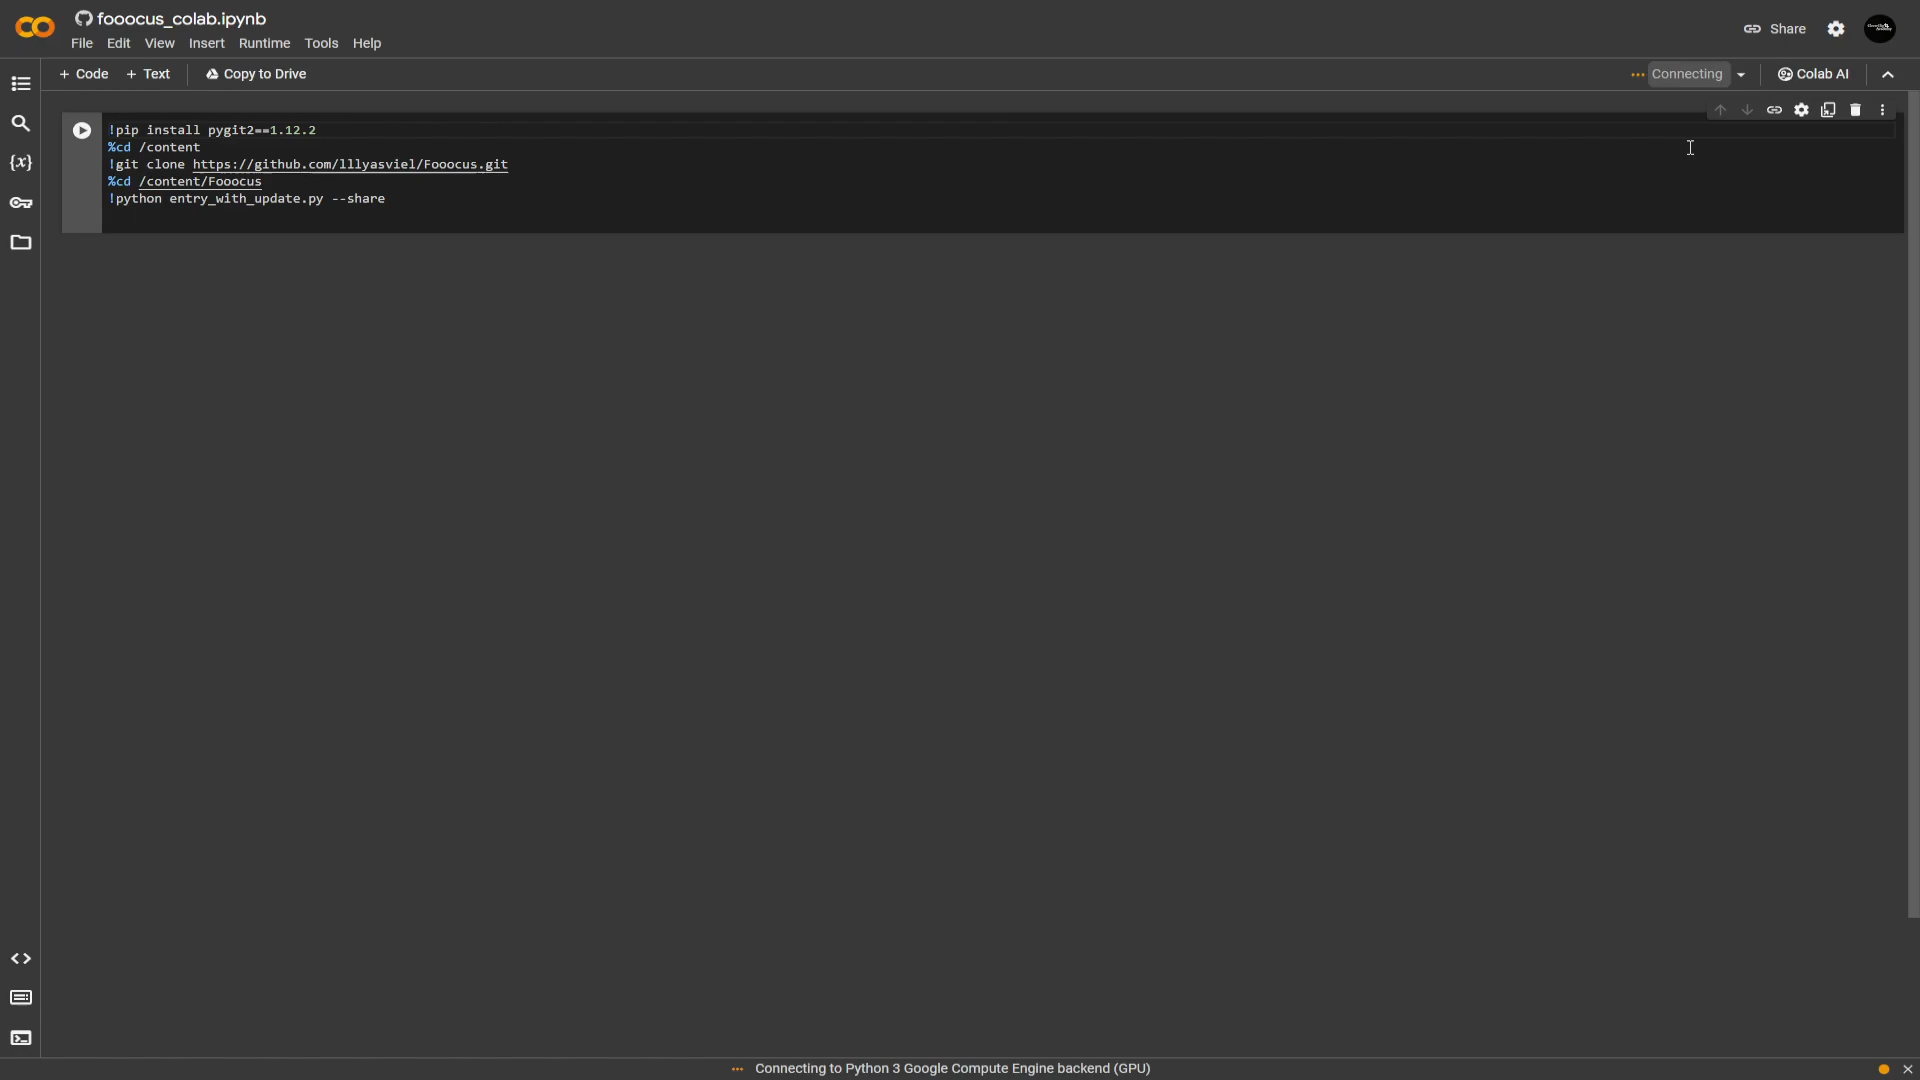 fooocus_colab.ipynb
File Edit View Insert Runtime Tools Help
Share
+ Code + Text Copy to Drive
Connecting
Colab AI
!pip install pygit2==1.12.2
%cd /content
!git clone https://github.com/lllyasviel/Fooocus.git
%cd /content/Fooocus
!python entry_with_update.py --share
{x}
Connecting to Python 3 Google Compute Engine backend (GPU)